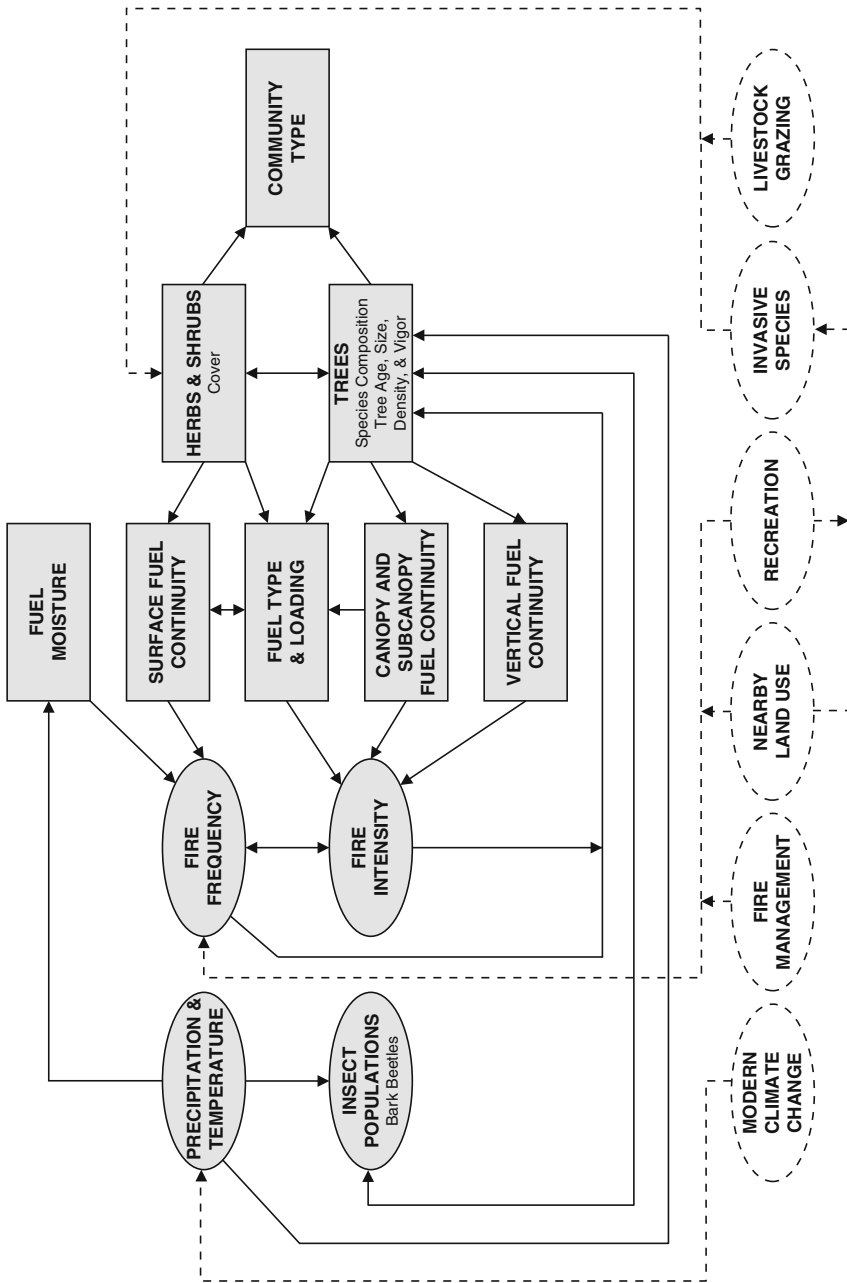 PRECIPITATION &
TEMPERATURE
INSECT
POPULATIONS
Bark Beetles
MODERN
CLIMATE
CHANGE
FIRE
FREQUENCY
FIRE
INTENSITY
FIRE
MANAGEMENT
FUEL
MOISTURE
SURFACE FUEL
CONTINUITY
FUEL TYPE
& LOADING
CANOPY AND
SUBCANOPY
FUEL CONTINUITY
VERTICAL FUEL
CONTINUITY
NEARBY
LAND USE
RECREATION
HERBS & SHRUBS
Cover
TREES
Species Composition
Tree Age, Size,
Density, & Vigor
INVASIVE
SPECIES
COMMUNITY
TYPE
LIVESTOCK
GRAZING